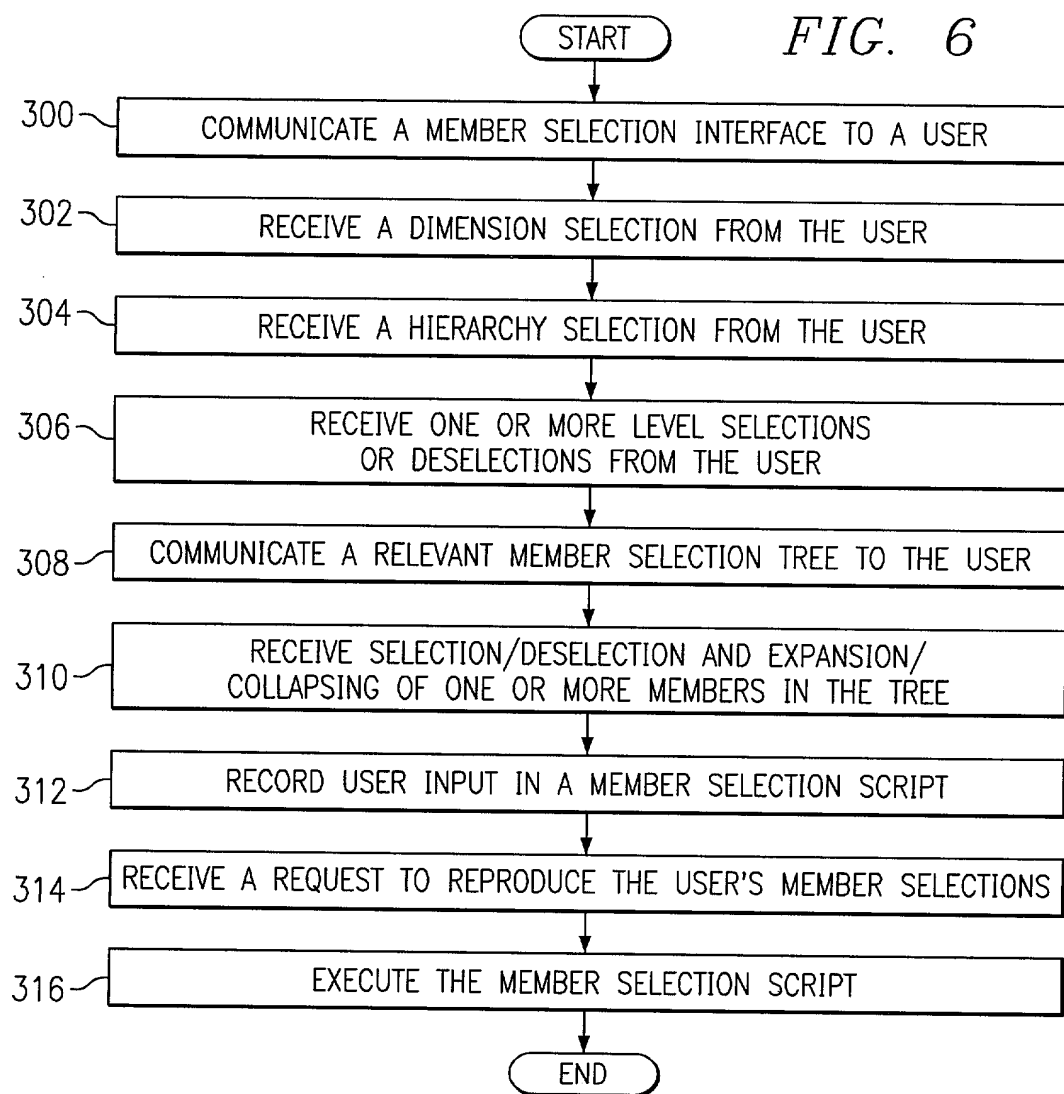 START
FIG. 6
300
COMMUNICATE A MEMBER SELECTION INTERFACE TO A USER
302
RECEIVE A DIMENSION SELECTION FROM THE USER
304
RECEIVE A HIERARCHY SELECTION FROM THE USER
306
RECEIVE ONE OR MORE LEVEL SELECTIONS
OR DESELECTIONS FROM THE USER
308
COMMUNICATE A RELEVANT MEMBER SELECTION TREE TO THE USER
310
RECEIVE SELECTION/DESELECTION AND EXPANSION/
COLLAPSING OF ONE OR MORE MEMBERS IN THE TREE
312
RECORD USER INPUT IN A MEMBER SELECTION SCRIPT
314
RECEIVE A REQUEST TO REPRODUCE THE USER'S MEMBER SELECTIONS
316
EXECUTE THE MEMBER SELECTION SCRIPT
END